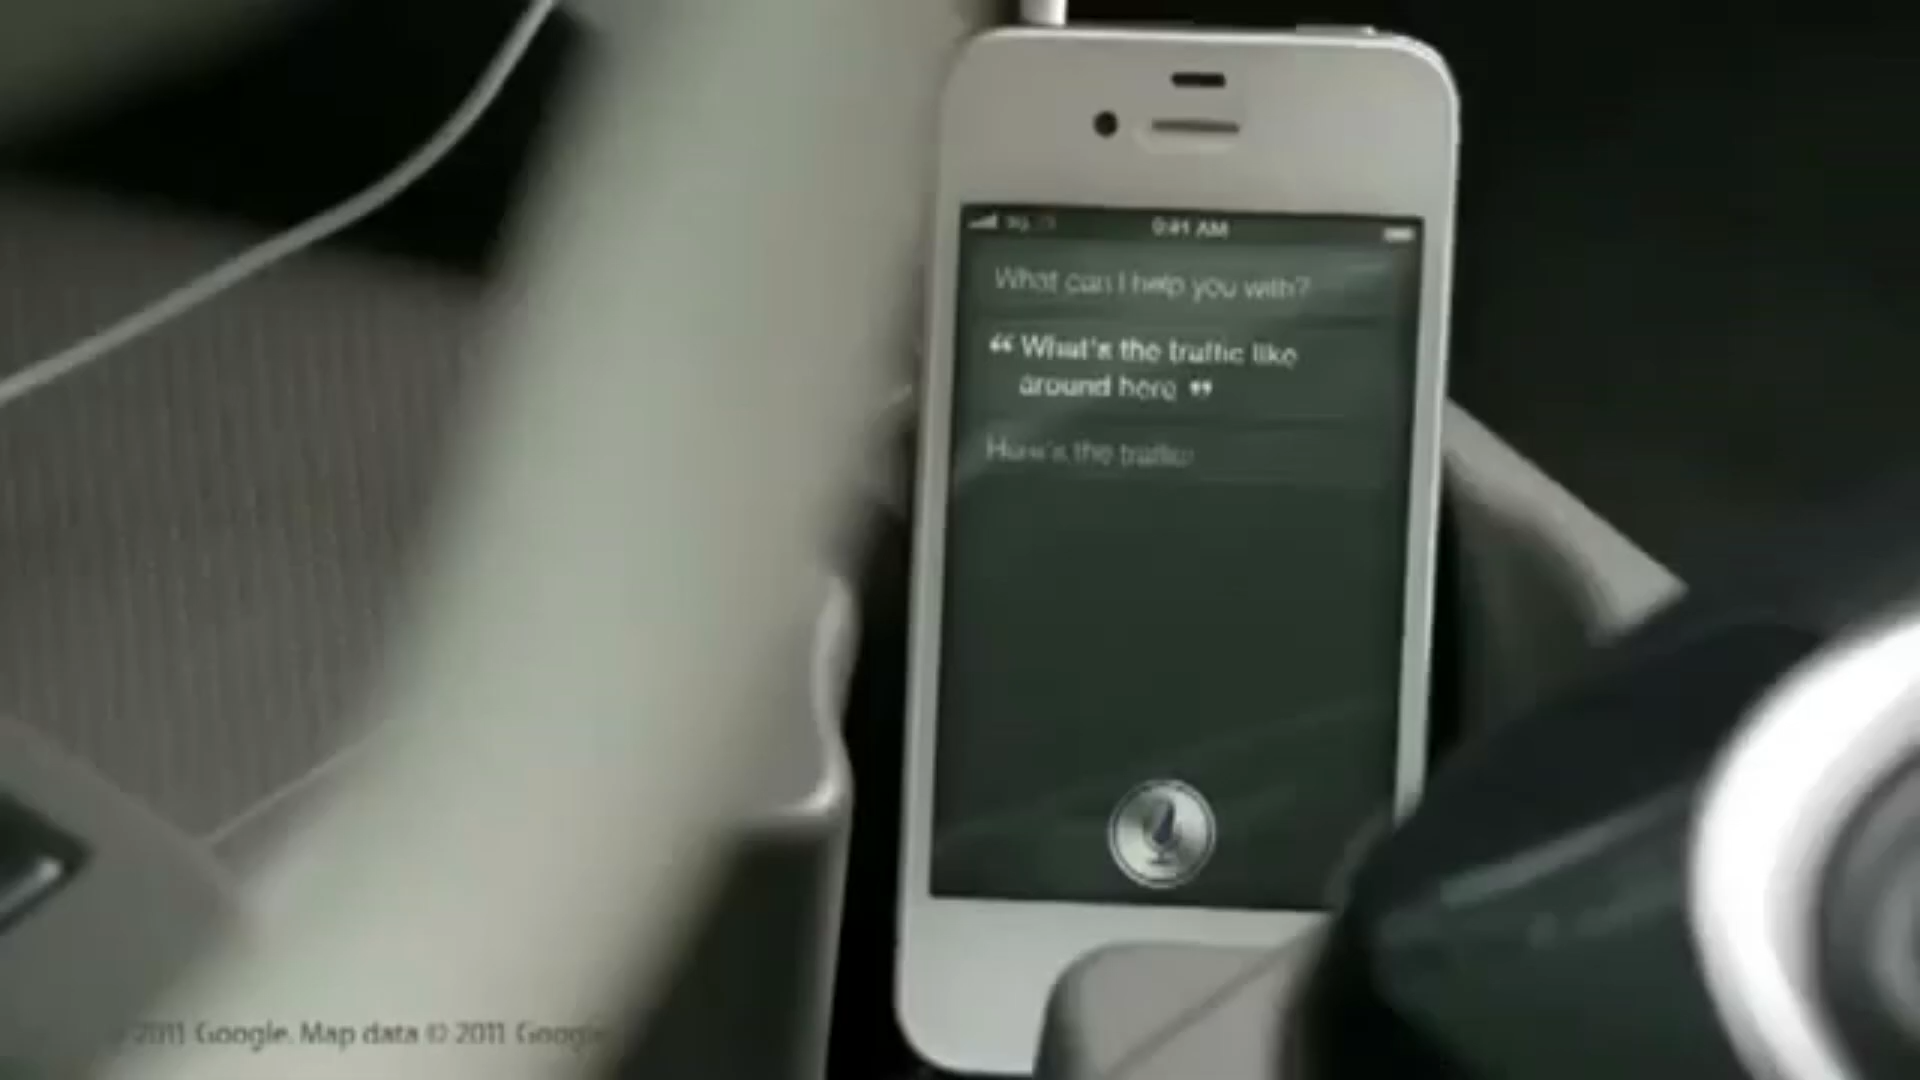 9:41 AM
What can I help you with?
“ What's the traffic like
around here ”
Here's the traffic:
2011 Google. Map data © 2011 Google